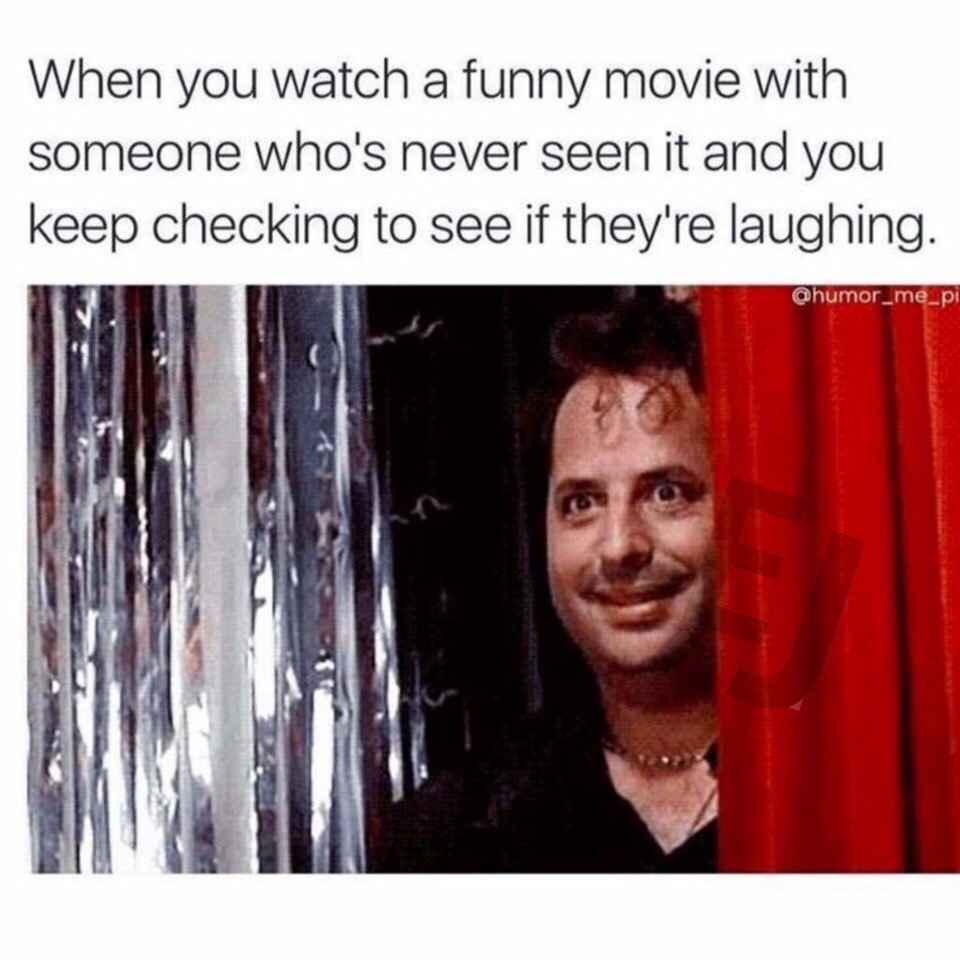 When you watch a funny movie with
someone who's never seen it and you
keep checking to see if they're laughing.
@humor_me_pi
EJ